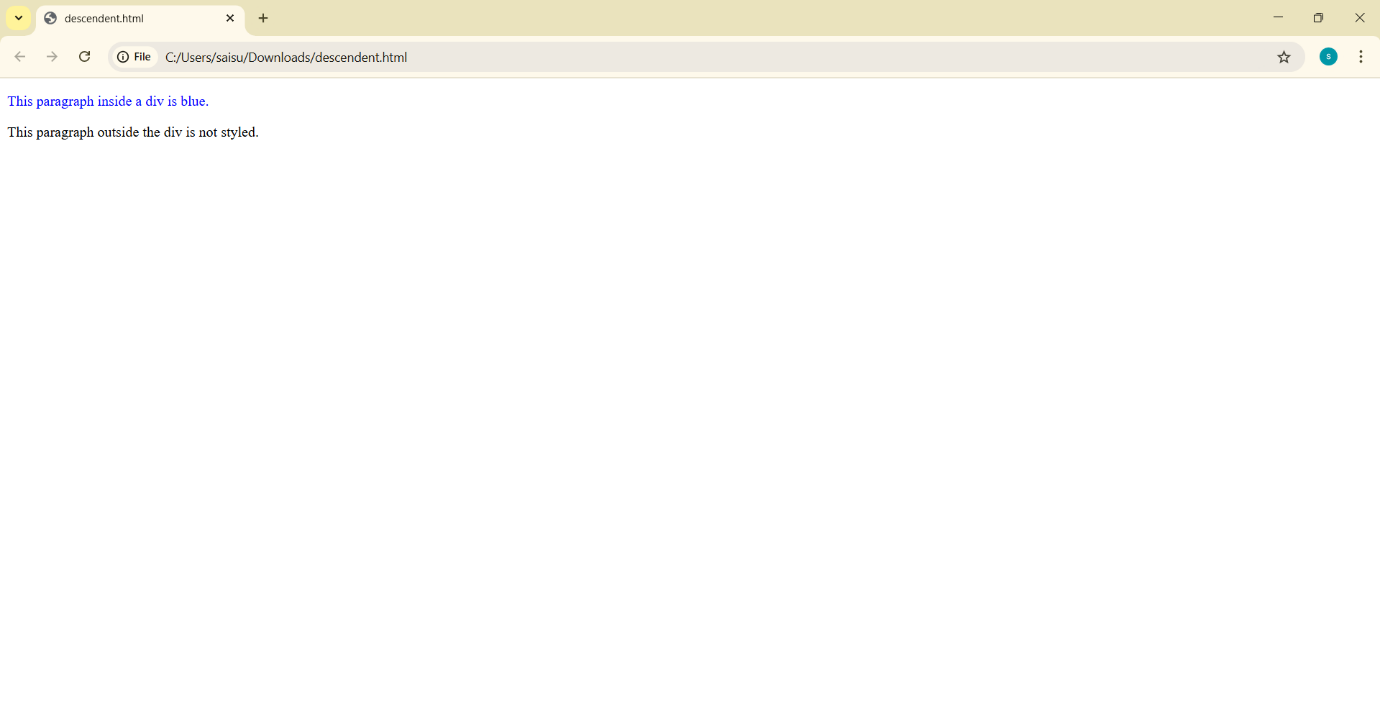 descendent.html
File C:/Users/saisu/Downloads/descendent.html
s
This paragraph inside a div is blue.
This paragraph outside the div is not styled.